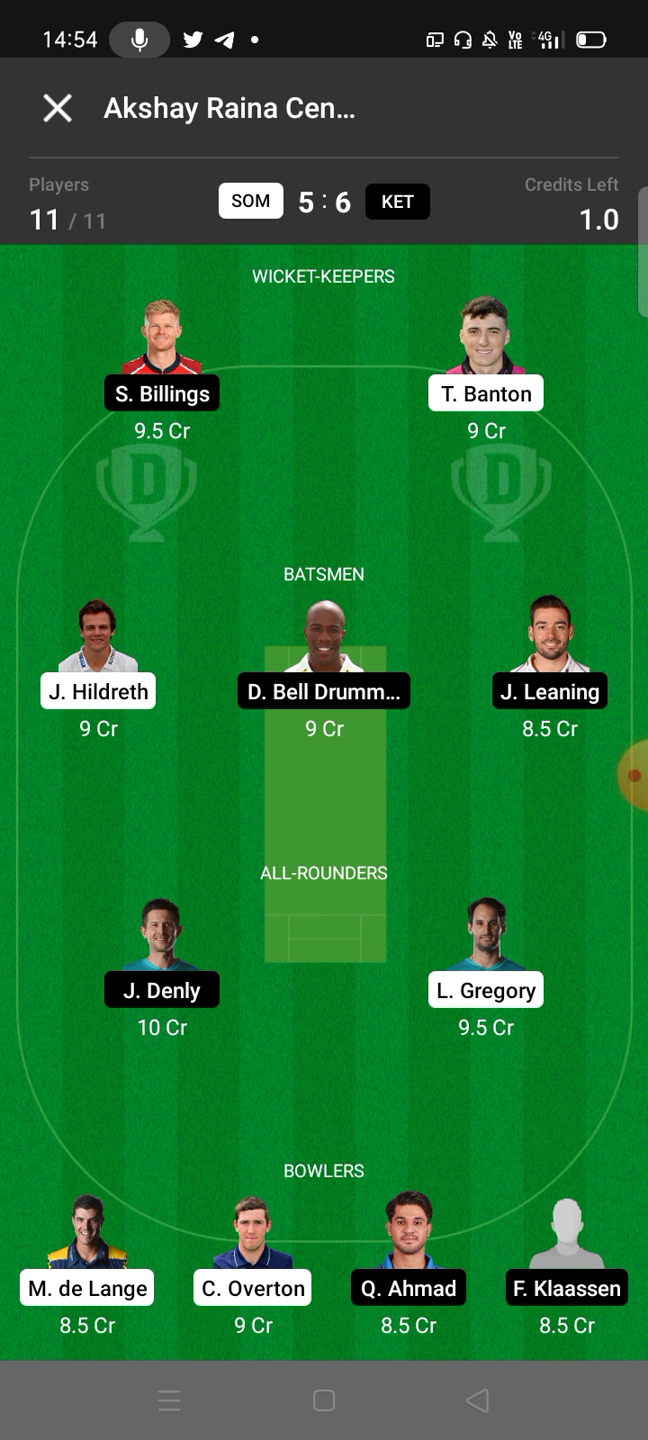 14:54
Vo
LTE
4G
Akshay Raina Cen...
Players
11 / 11
SOM 5 : 6 KET
Credits Left
1.0
WICKET-KEEPERS
S. Billings
9.5 Cr
T. Banton
9 Cr
D
D
BATSMEN
J. Hildreth
9 Cr
D. Bell Drumm...
9 Cr
J. Leaning
8.5 Cr
ALL-ROUNDERS
J. Denly
10 Cr
L. Gregory
9.5 Cr
BOWLERS
M. de Lange
8.5 Cr
C. Overton
9 Cr
Q. Ahmad
8.5 Cr
F. Klaassen
8.5 Cr